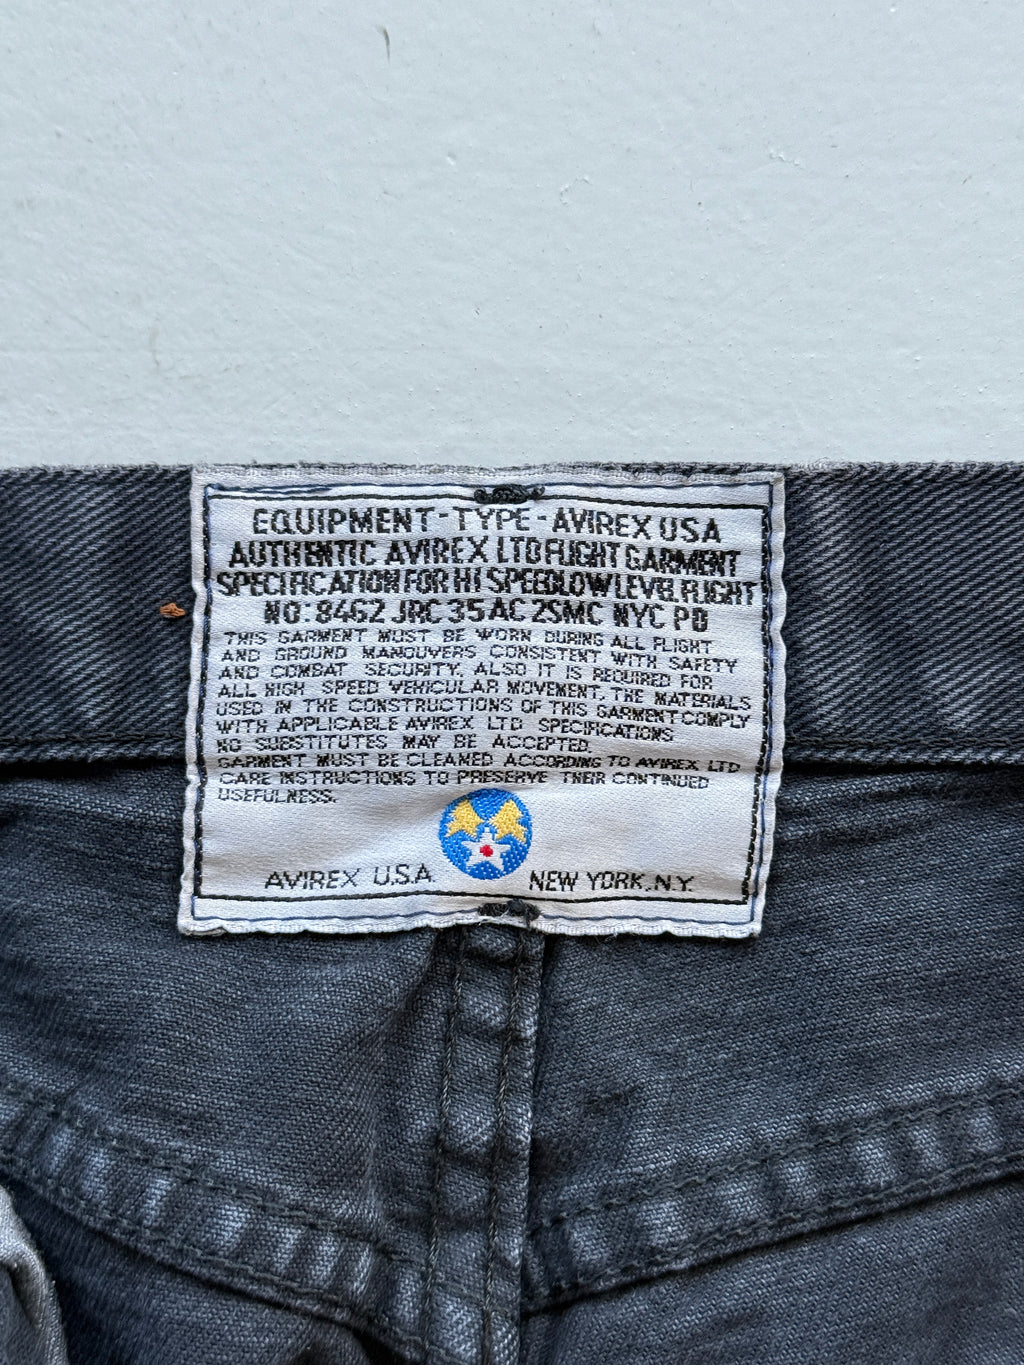 EQUIPMENT-TYPE-AVIREX USA
AUTHENTIC AVIREX LTD FLIGHT GARMENT
SPECIFICATION FOR HI SPEED LOW LEVEL FLIGHT
NO: 8462 JRC 35 AC 2SMC NYC PD
THIS GARMENT MUST BE WORN DURING ALL FLIGHT
AND GROUND MANOUVERS CONSISTENT WITH SAFETY
AND COMBAT SECURITY. ALSO IT IS REQUIRED FOR
ALL HIGH SPEED VEHICULAR MOVEMENT. THE MATERIALS
USED IN THE CONSTRUCTIONS OF THIS GARMENT COMPLY
WITH APPLICABLE AVIREX LTD SPECIFICATIONS
NO SUBSTITUTES MAY BE ACCEPTED.
GARMENT MUST BE CLEANED ACCORDING TO AVIREX LTD
CARE INSTRUCTIONS TO PRESERVE THEIR CONTINUED
USEFULNESS.
AVIREX U.S.A. NEW YORK, N.Y.